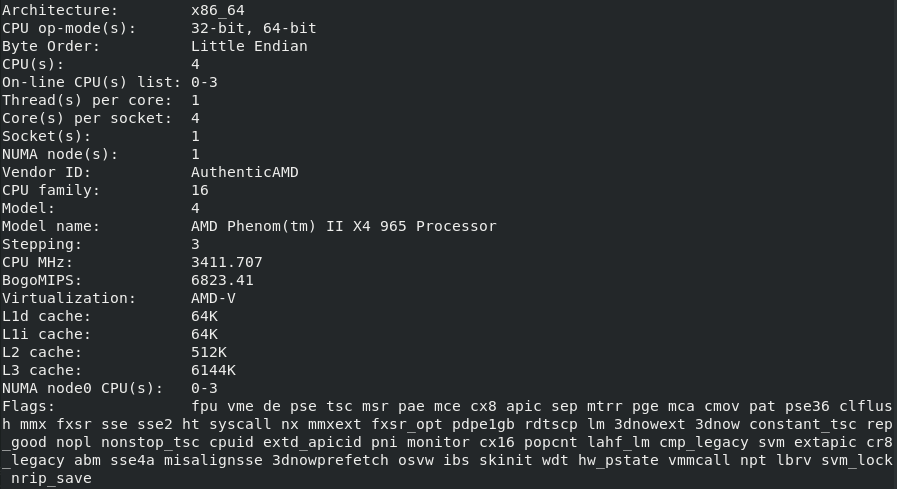 Architecture:        x86_64
CPU op-mode(s):      32-bit, 64-bit
Byte Order:          Little Endian
CPU(s):              4
On-line CPU(s) list: 0-3
Thread(s) per core:  1
Core(s) per socket:  4
Socket(s):           1
NUMA node(s):        1
Vendor ID:           AuthenticAMD
CPU family:          16
Model:               4
Model name:          AMD Phenom(tm) II X4 965 Processor
Stepping:            3
CPU MHz:             3411.707
BogoMIPS:            6823.41
Virtualization:      AMD-V
L1d cache:           64K
L1i cache:           64K
L2 cache:            512K
L3 cache:            6144K
NUMA node0 CPU(s):   0-3
Flags:               fpu vme de pse tsc msr pae mce cx8 apic sep mtrr pge mca cmov pat pse36 clflus
h mmx fxsr sse sse2 ht syscall nx mmxext fxsr_opt pdpe1gb rdtscp lm 3dnowext 3dnow constant_tsc rep
_good nopl nonstop_tsc cpuid extd_apicid pni monitor cx16 popcnt lahf_lm cmp_legacy svm extapic cr8
_legacy abm sse4a misalignsse 3dnowprefetch osvw ibs skinit wdt hw_pstate vmmcall npt lbrv svm_lock
 nrip_save